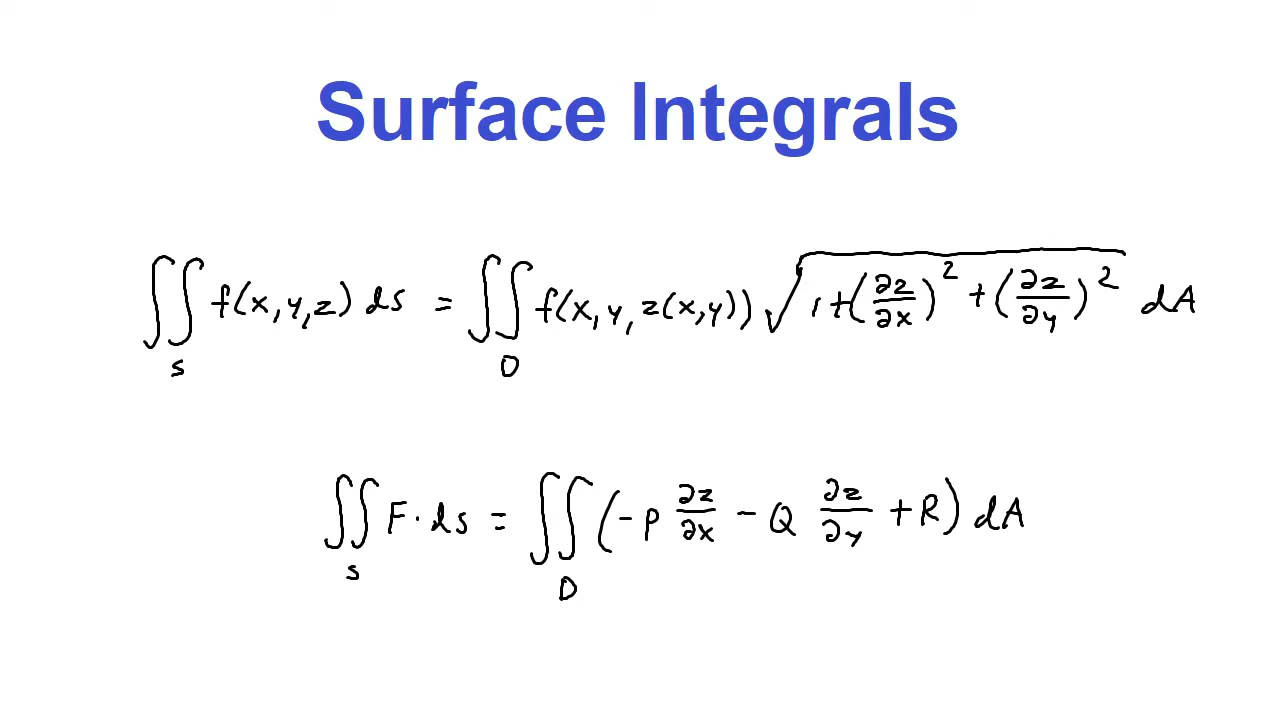 Surface Integrals
∬_S f(x,y,z) ds = ∬_D f(x,y,z(x,y)) √(1+(∂z/∂x)² + (∂z/∂y)²) dA
∬_S F·ds = ∬_D (-P ∂z/∂x - Q ∂z/∂y + R) dA